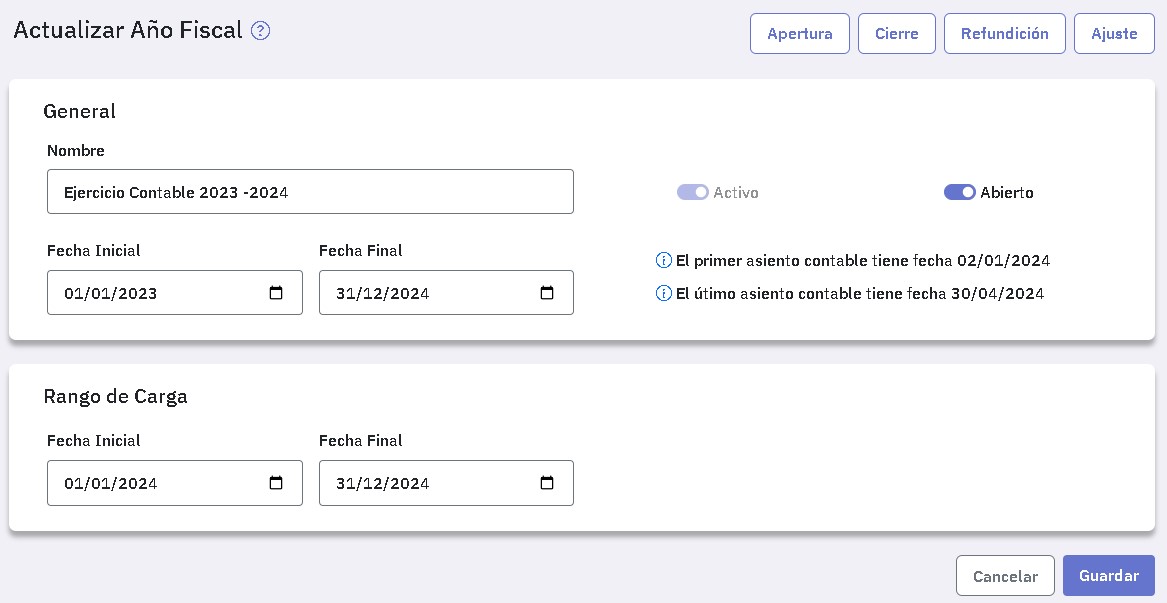 Actualizar Año Fiscal ?
Apertura
Cierre
Refundición
Ajuste
General
Nombre
Ejercicio Contable 2023 -2024
Activo
Abierto
Fecha Inicial
Fecha Final
01/01/2023
31/12/2024
El primer asiento contable tiene fecha 02/01/2024
El útimo asiento contable tiene fecha 30/04/2024
Rango de Carga
Fecha Inicial
Fecha Final
01/01/2024
31/12/2024
Cancelar
Guardar